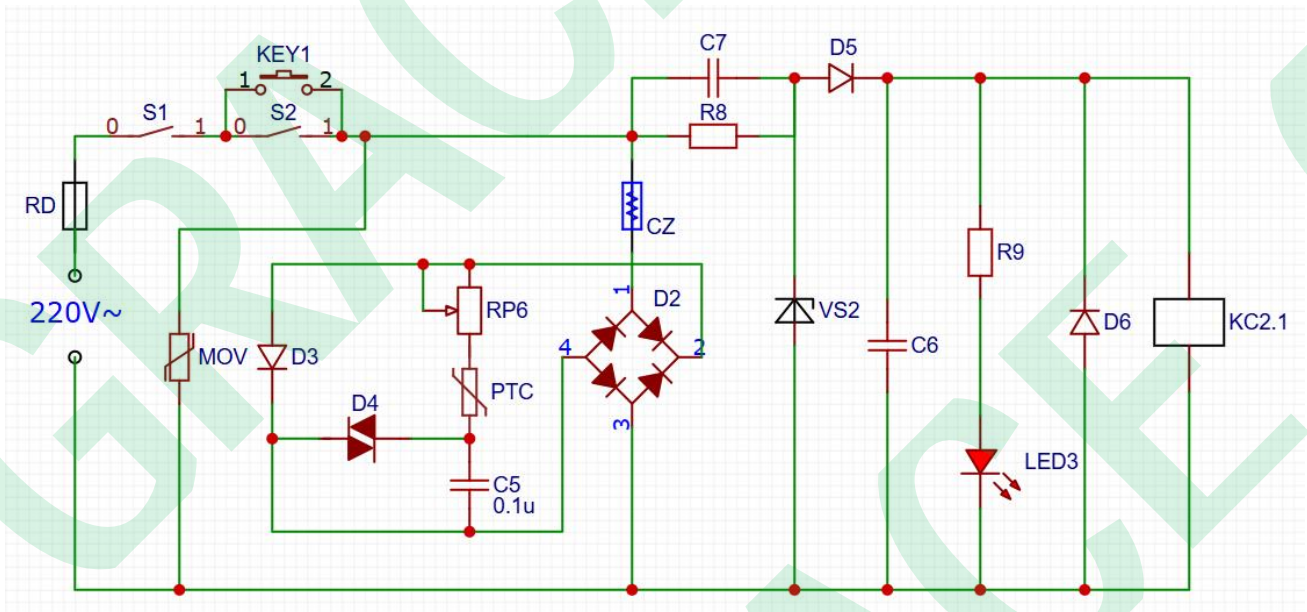 C7
D5
KEY1
1
2
S1
S2
R8
0
1
0
1
RD
CZ
R9
220V~
RP6
1
D2
VS2
D6
KC2.1
MOV
D3
4
2
C6
PTC
D4
3
LED3
C5
0.1u
GRACE